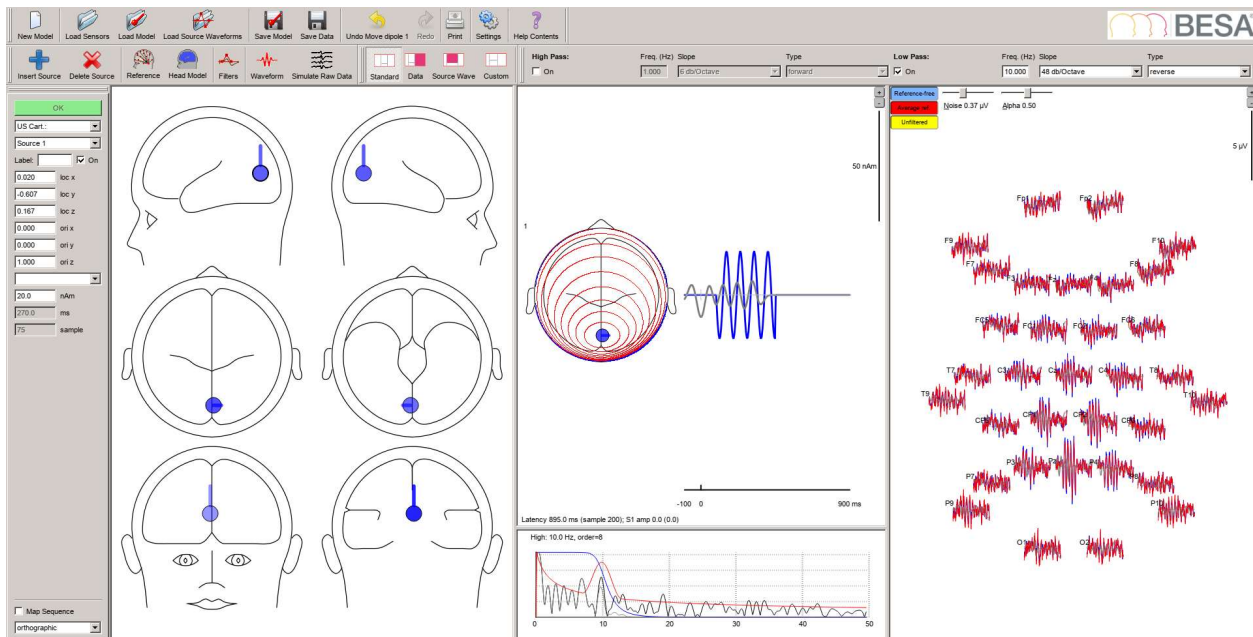 New Model Load Sensors Load Model Load Source Waveforms Save Model Save Data Undo Move dipole 1 Redo Print Settings Help Contents
BESA
Insert Source Delete Source Reference Head Model Filters Waveform Simulate Raw Data Standard Data Source Wave Custom
High Pass: Freq. (Hz) Slope Type Low Pass: Freq. (Hz) Slope Type
On 1.000 6 db/Octave forward On 10.000 48 db/Octave reverse
OK
US Cart.:
Source 1
Label: On
0.020 loc x
-0.607 loc y
0.167 loc z
0.000 ori x
0.000 ori y
1.000 ori z
20.0 nAm
270.0 ms
75 sample
Map Sequence
orthographic
50 nAm
1
-100 0 900 ms
Latency 895.0 ms (sample 200); S1 amp 0.0 (0.0)
High: 10.0 Hz, order=8
0 10 20 30 40 50
Reference-free Noise 0.37 µV Alpha 0.50
Average ref.
Unfiltered
5 µV
Fp1 Fp2
F9 F10
F7 F8
F3 Fz F4
FC5 FC1 FC2 FC6
T7 C3 Cz C4 T8
T9 T10
CP5 CP1 CP2 CP6
P3 Pz P4
P7 P8
P9 P10
O1 O2